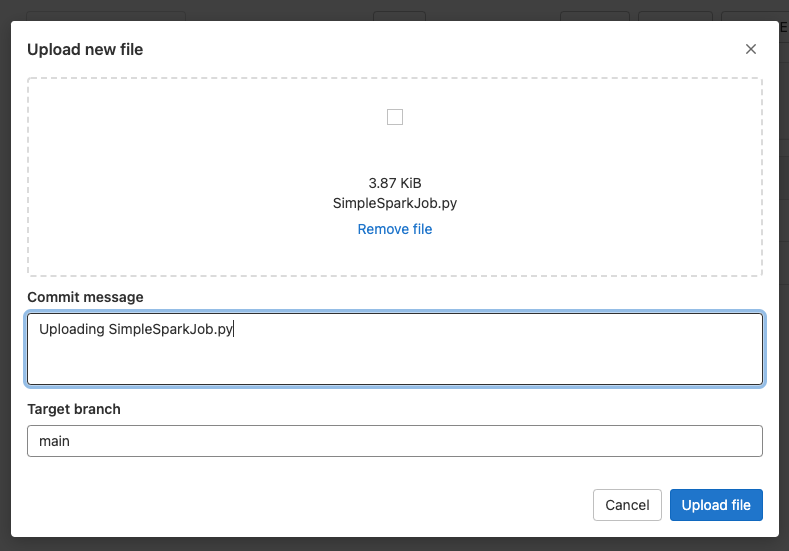 Upload new file
3.87 KiB
SimpleSparkJob.py
Remove file
Commit message
Uploading SimpleSparkJob.py
Target branch
main
Cancel
Upload file